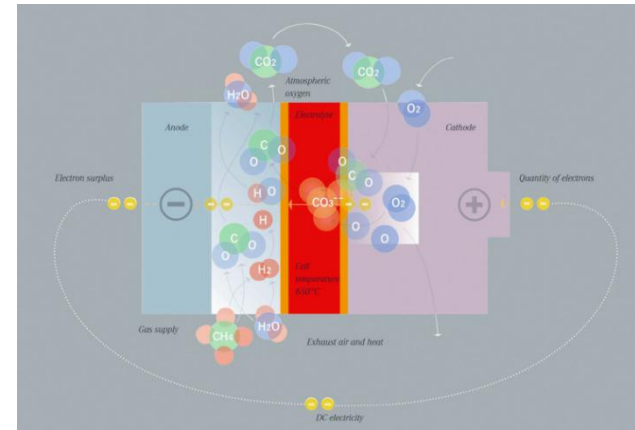 CO2
CO2
H2O
Atmospheric
oxygen
O2
Anode
Electrolyte
Cathode
C
O
O
O
C
O
Electron surplus
H
O
CO3
O2
Quantity of electrons
H
O
O
C
O
H2
Cell
temperature
650°C
Gas supply
CH4
H2O
Exhaust air and heat
DC electricity